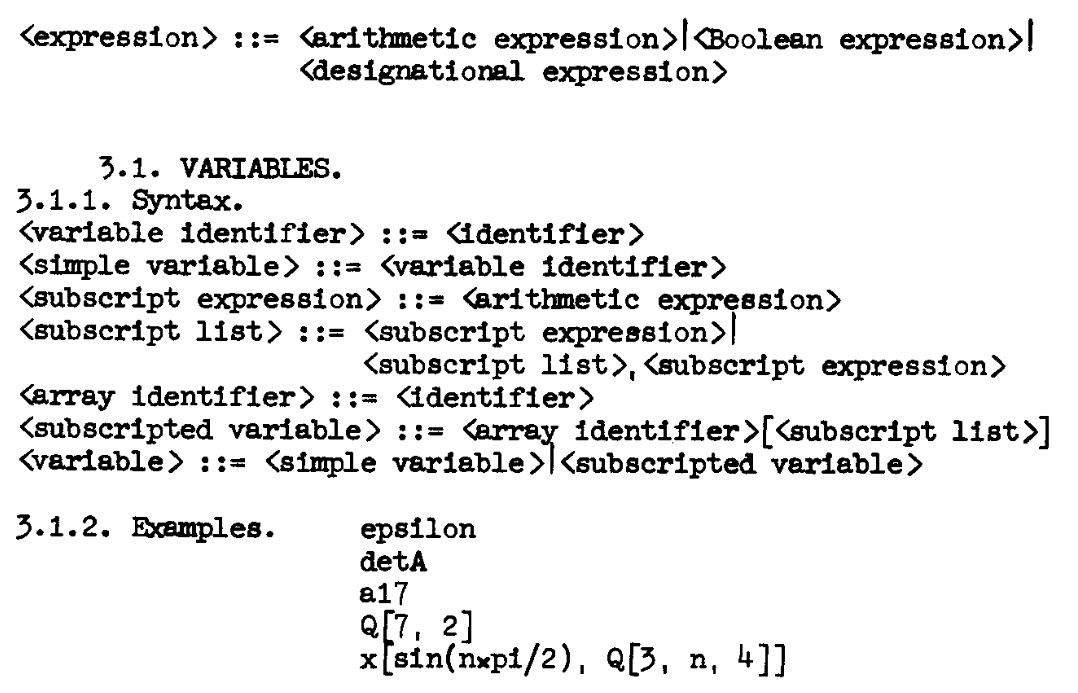 <expression> ::= <arithmetic expression>|<Boolean expression>|
<designational expression>
3.1. VARIABLES.
3.1.1. Syntax.
<variable identifier> ::= <identifier>
<simple variable> ::= <variable identifier>
<subscript expression> ::= <arithmetic expression>
<subscript list> ::= <subscript expression>|
<subscript list>,<subscript expression>
<array identifier> ::= <identifier>
<subscripted variable> ::= <array identifier>[<subscript list>]
<variable> ::= <simple variable>|<subscripted variable>
3.1.2. Examples. epsilon
detA
a17
Q[7, 2]
x[sin(n×pi/2), Q[3, n, 4]]